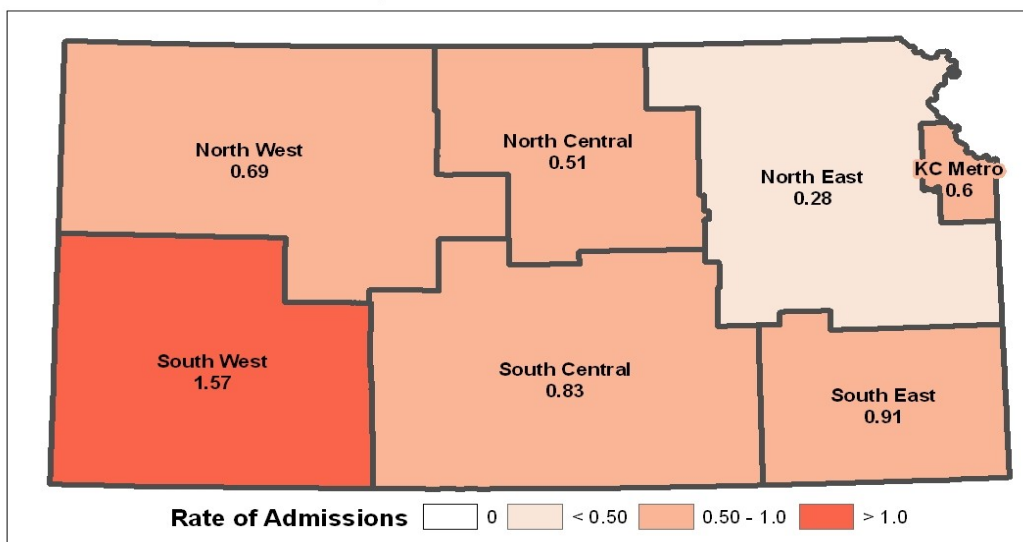 North West
0.69
North Central
0.51
North East
0.28
KC Metro
0.6
South West
1.57
South Central
0.83
South East
0.91
Rate of Admissions 0 < 0.50 0.50 - 1.0 > 1.0